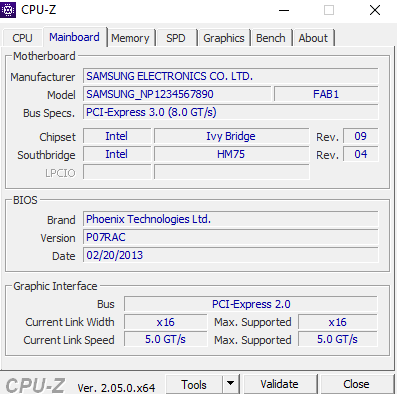 CPU-Z
CPU Mainboard Memory SPD Graphics Bench About
Motherboard
Manufacturer SAMSUNG ELECTRONICS CO. LTD.
Model SAMSUNG_NP1234567890 FAB1
Bus Specs. PCI-Express 3.0 (8.0 GT/s)
Chipset Intel Ivy Bridge Rev. 09
Southbridge Intel HM75 Rev. 04
LPCIO
BIOS
Brand Phoenix Technologies Ltd.
Version P07RAC
Date 02/20/2013
Graphic Interface
Bus PCI-Express 2.0
Current Link Width x16 Max. Supported x16
Current Link Speed 5.0 GT/s Max. Supported 5.0 GT/s
CPU-Z Ver. 2.05.0.x64 Tools Validate Close